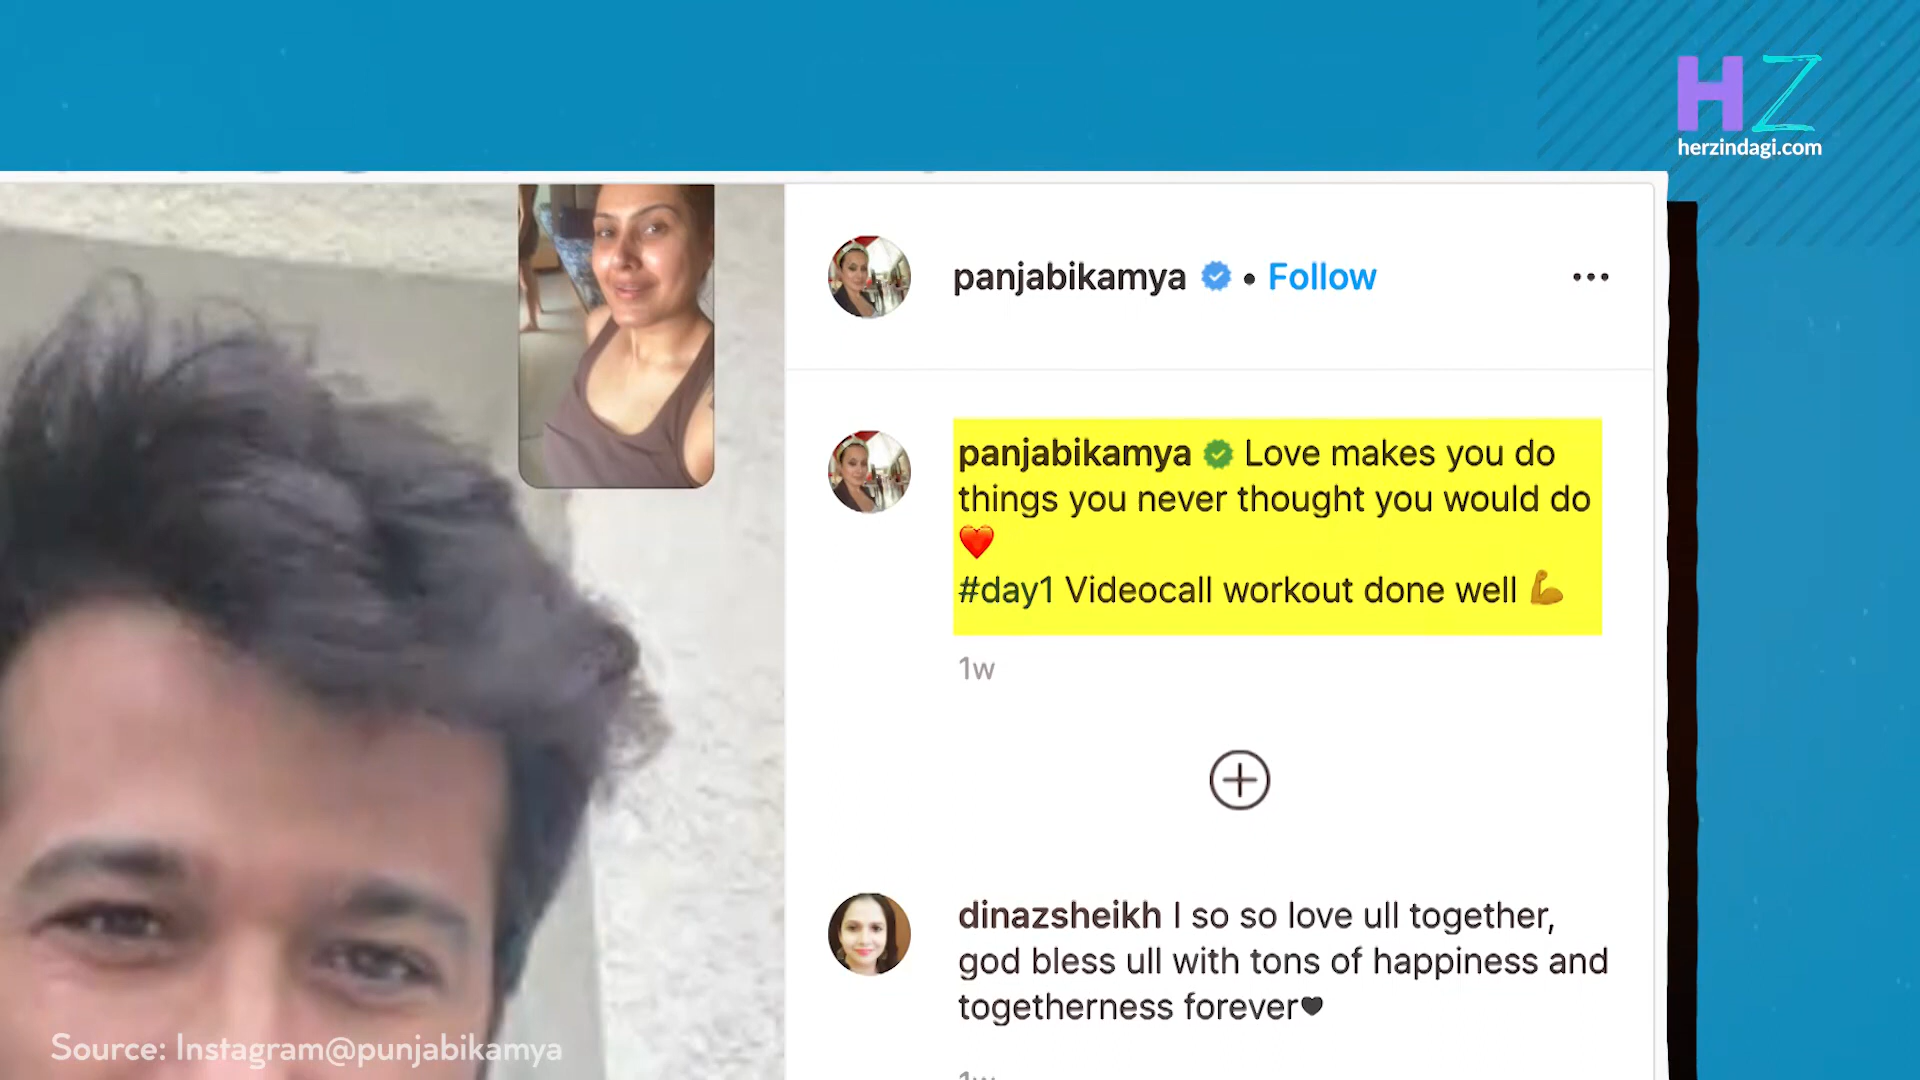 HZ
herzindagi.com
panjabikamya • Follow
panjabikamya Love makes you do
things you never thought you would do
❤️
#day1 Videocall workout done well 💪
1w
dinazsheikh I so so love ull together,
god bless ull with tons of happiness and
togetherness forever🖤
1w
Source: Instagram@punjabikamya